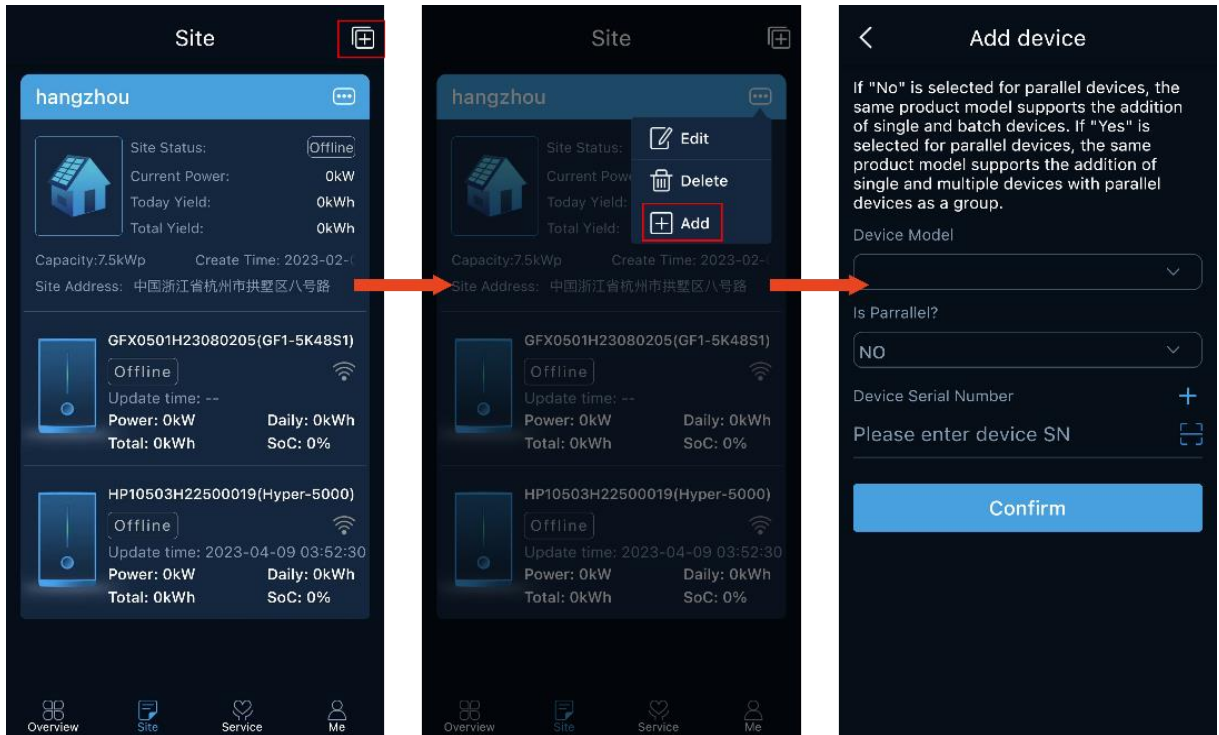 Site
hangzhou
Site Status: Offline
Current Power: 0kW
Today Yield: 0kWh
Total Yield: 0kWh
Capacity:7.5kWp Create Time: 2023-02-
Site Address: 中国浙江省杭州市拱墅区八号路
GFX0501H23080205(GF1-5K48S1)
Offline
Update time: --
Power: 0kW Daily: 0kWh
Total: 0kWh SoC: 0%
HP10503H22500019(Hyper-5000)
Offline
Update time: 2023-04-09 03:52:30
Power: 0kW Daily: 0kWh
Total: 0kWh SoC: 0%
Overview Site Service Me
Site
hangzhou
Edit
Delete
Add
Site Status:
Current Pow
Today Yield:
Total Yield:
Capacity:7.5kWp Create Time: 2023-02-
Site Address: 中国浙江省杭州市拱墅区八号路
GFX0501H23080205(GF1-5K48S1)
Offline
Update time: --
Power: 0kW Daily: 0kWh
Total: 0kWh SoC: 0%
HP10503H22500019(Hyper-5000)
Offline
Update time: 2023-04-09 03:52:30
Power: 0kW Daily: 0kWh
Total: 0kWh SoC: 0%
Overview Site Service Me
Add device
If "No" is selected for parallel devices, the
same product model supports the addition
of single and batch devices. If "Yes" is
selected for parallel devices, the same
product model supports the addition of
single and multiple devices with parallel
devices as a group.
Device Model
Is Parrallel?
NO
Device Serial Number
Please enter device SN
Confirm